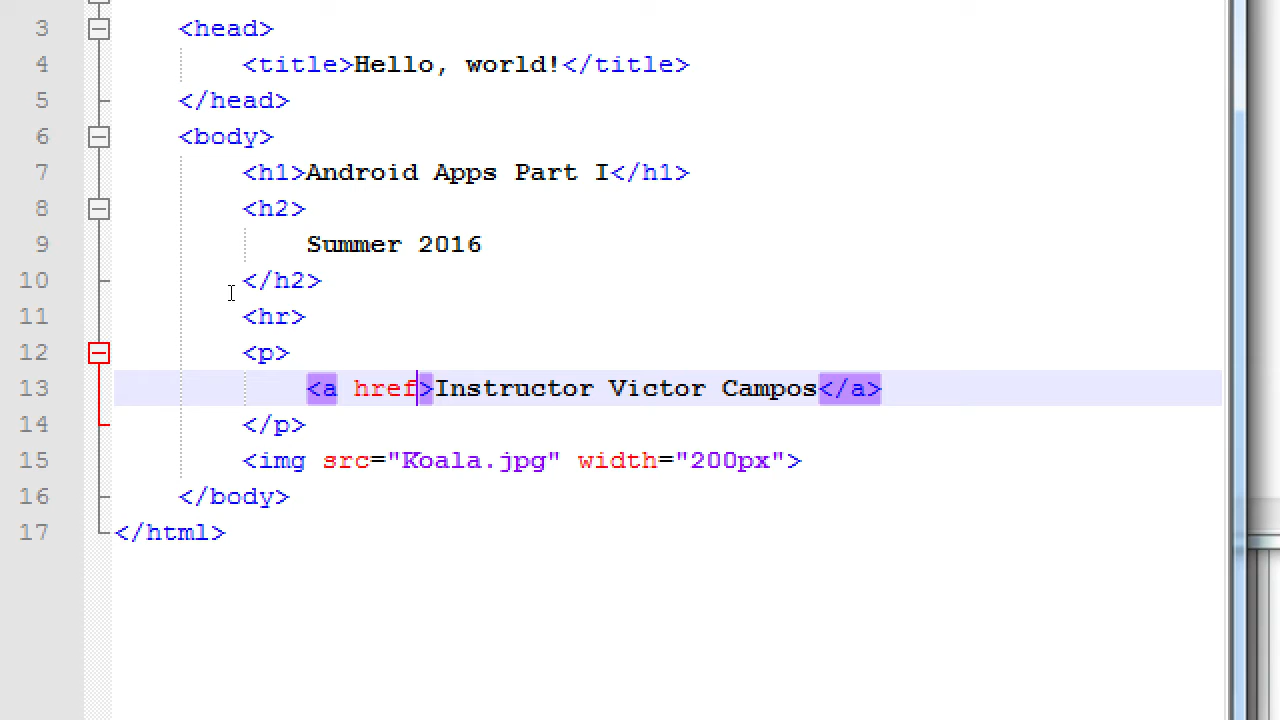 3 <head>
4 <title>Hello, world!</title>
5 </head>
6 <body>
7 <h1>Android Apps Part I</h1>
8 <h2>
9 Summer 2016
10 </h2>
11 <hr>
12 <p>
13 <a href>Instructor Victor Campos</a>
14 </p>
15 <img src="Koala.jpg" width="200px">
16 </body>
17 </html>